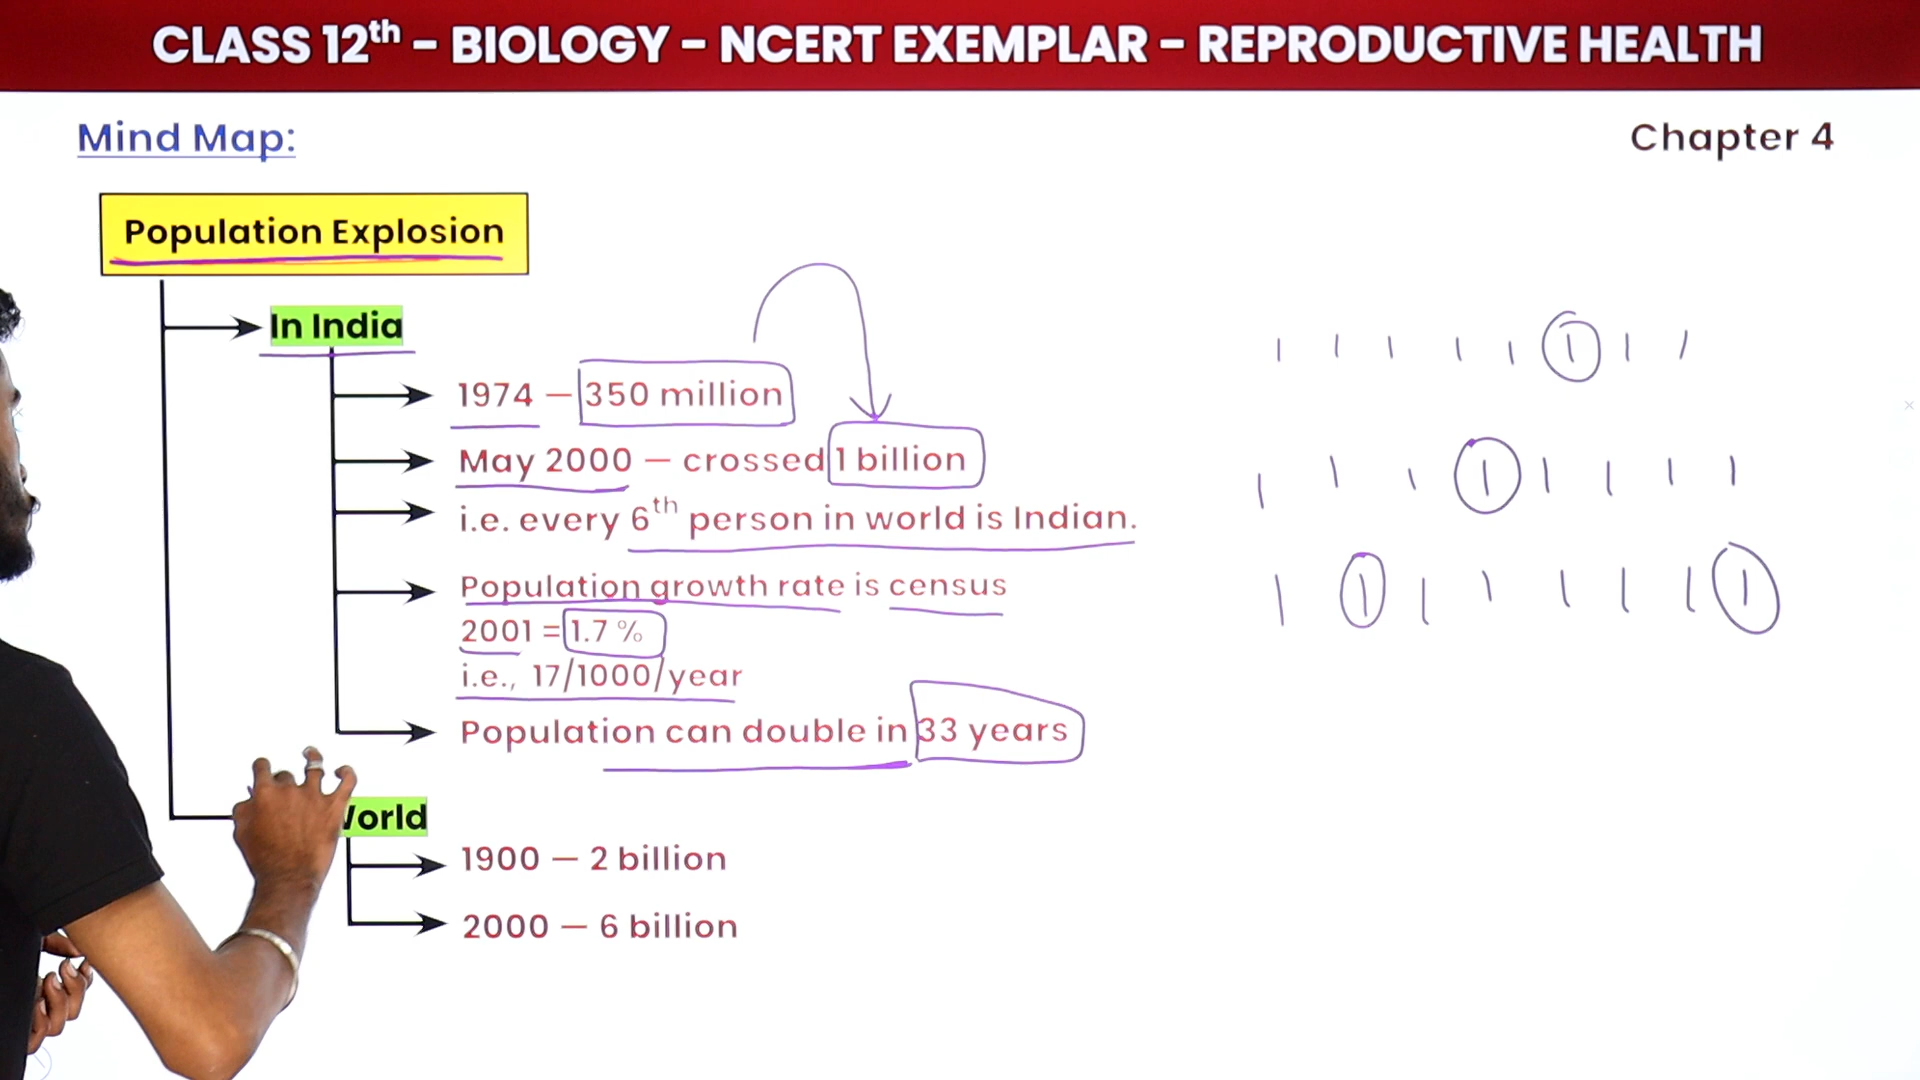 CLASS 12th – BIOLOGY – NCERT EXEMPLAR – REPRODUCTIVE HEALTH
Mind Map:
Chapter 4
Population Explosion
In India
1974 – 350 million
May 2000 – crossed 1 billion
i.e. every 6th person in world is Indian.
Population growth rate is census
2001 = 1.7 %
i.e., 17/1000/year
Population can double in 33 years
World
1900 – 2 billion
2000 – 6 billion